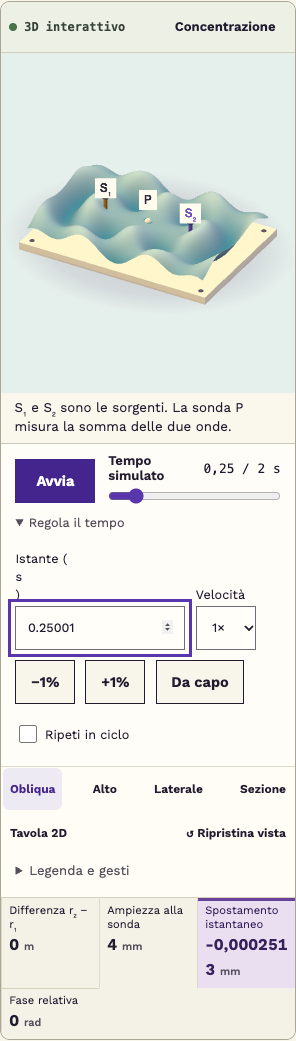 3D interattivo Concentrazione
S₁
P
S₂
S₁ e S₂ sono le sorgenti. La sonda P
misura la somma delle due onde.
Avvia
Tempo
simulato
0,25 / 2 s
▼ Regola il tempo
Istante (
s
)
Velocità
0.25001
1×
−1% +1% Da capo
Ripeti in ciclo
Obliqua Alto Laterale Sezione
Tavola 2D ↺ Ripristina vista
▶ Legenda e gesti
Differenza r₂ −
r₁
0 m
Ampiezza alla
sonda
4 mm
Spostamento
istantaneo
-0,000251
3 mm
Fase relativa
0 rad